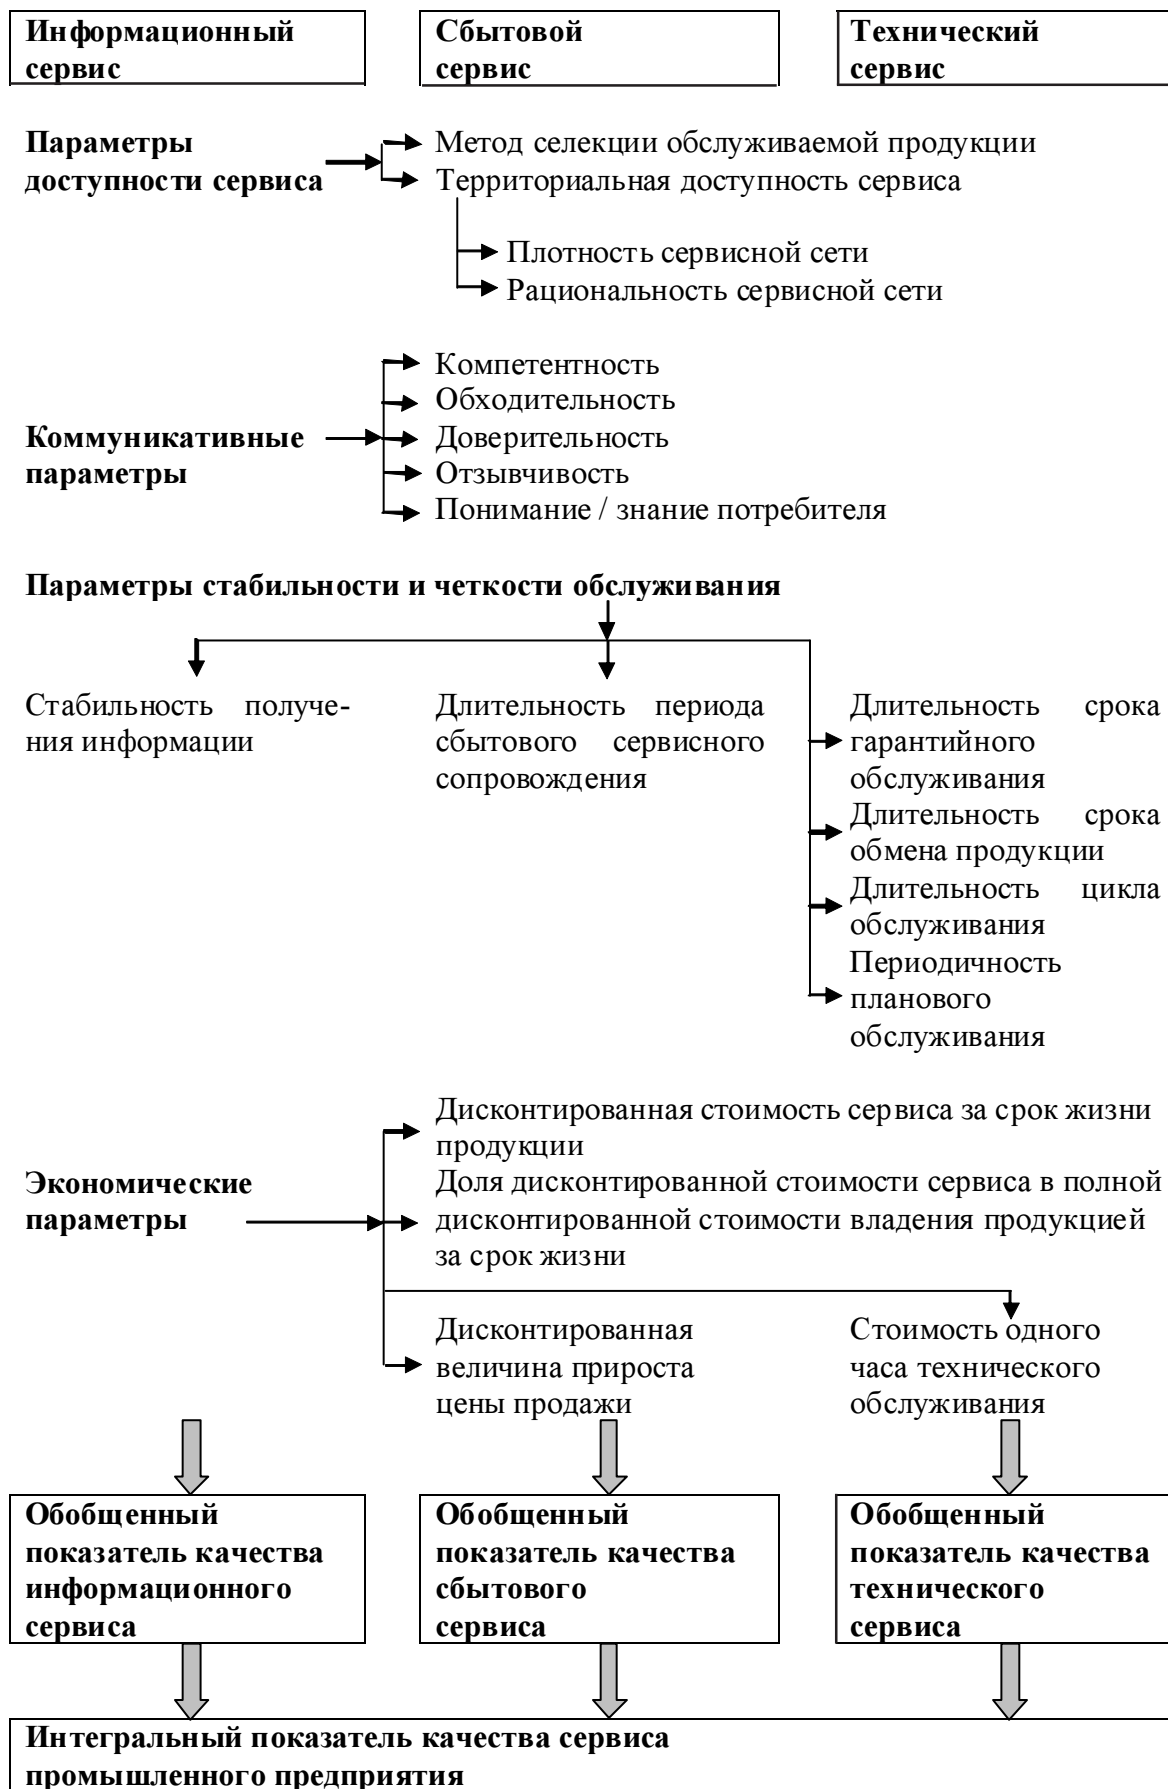 Информационный
сервис
Сбытовой
сервис
Технический
сервис
Параметры
доступности сервиса
Метод селекции обслуживаемой продукции
Территориальная доступность сервиса
Плотность сервисной сети
Рациональность сервисной сети
Коммуникативные
параметры
Компетентность
Обходительность
Доверительность
Отзывчивость
Понимание / знание потребителя
Параметры стабильности и четкости обслуживания
Стабильность получе-
ния информации
Длительность периода
сбытового сервисного
сопровождения
Длительность срока
гарантийного
обслуживания
Длительность срока
обмена продукции
Длительность цикла
обслуживания
Периодичность
планового
обслуживания
Экономические
параметры
Дисконтированная стоимость сервиса за срок жизни
продукции
Доля дисконтированной стоимости сервиса в полной
дисконтированной стоимости владения продукцией
за срок жизни
Дисконтированная
величина прироста
цены продажи
Стоимость одного
часа технического
обслуживания
Обобщенный
показатель качества
информационного
сервиса
Обобщенный
показатель качества
сбытового
сервиса
Обобщенный
показатель качества
технического
сервиса
Интегральный показатель качества сервиса
промышленного предприятия